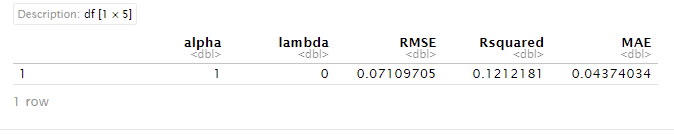 Description: df [1 × 5]
alpha lambda RMSE Rsquared MAE
<dbl> <dbl> <dbl> <dbl> <dbl>
1 1 0 0.07109705 0.1212181 0.04374034
1 row